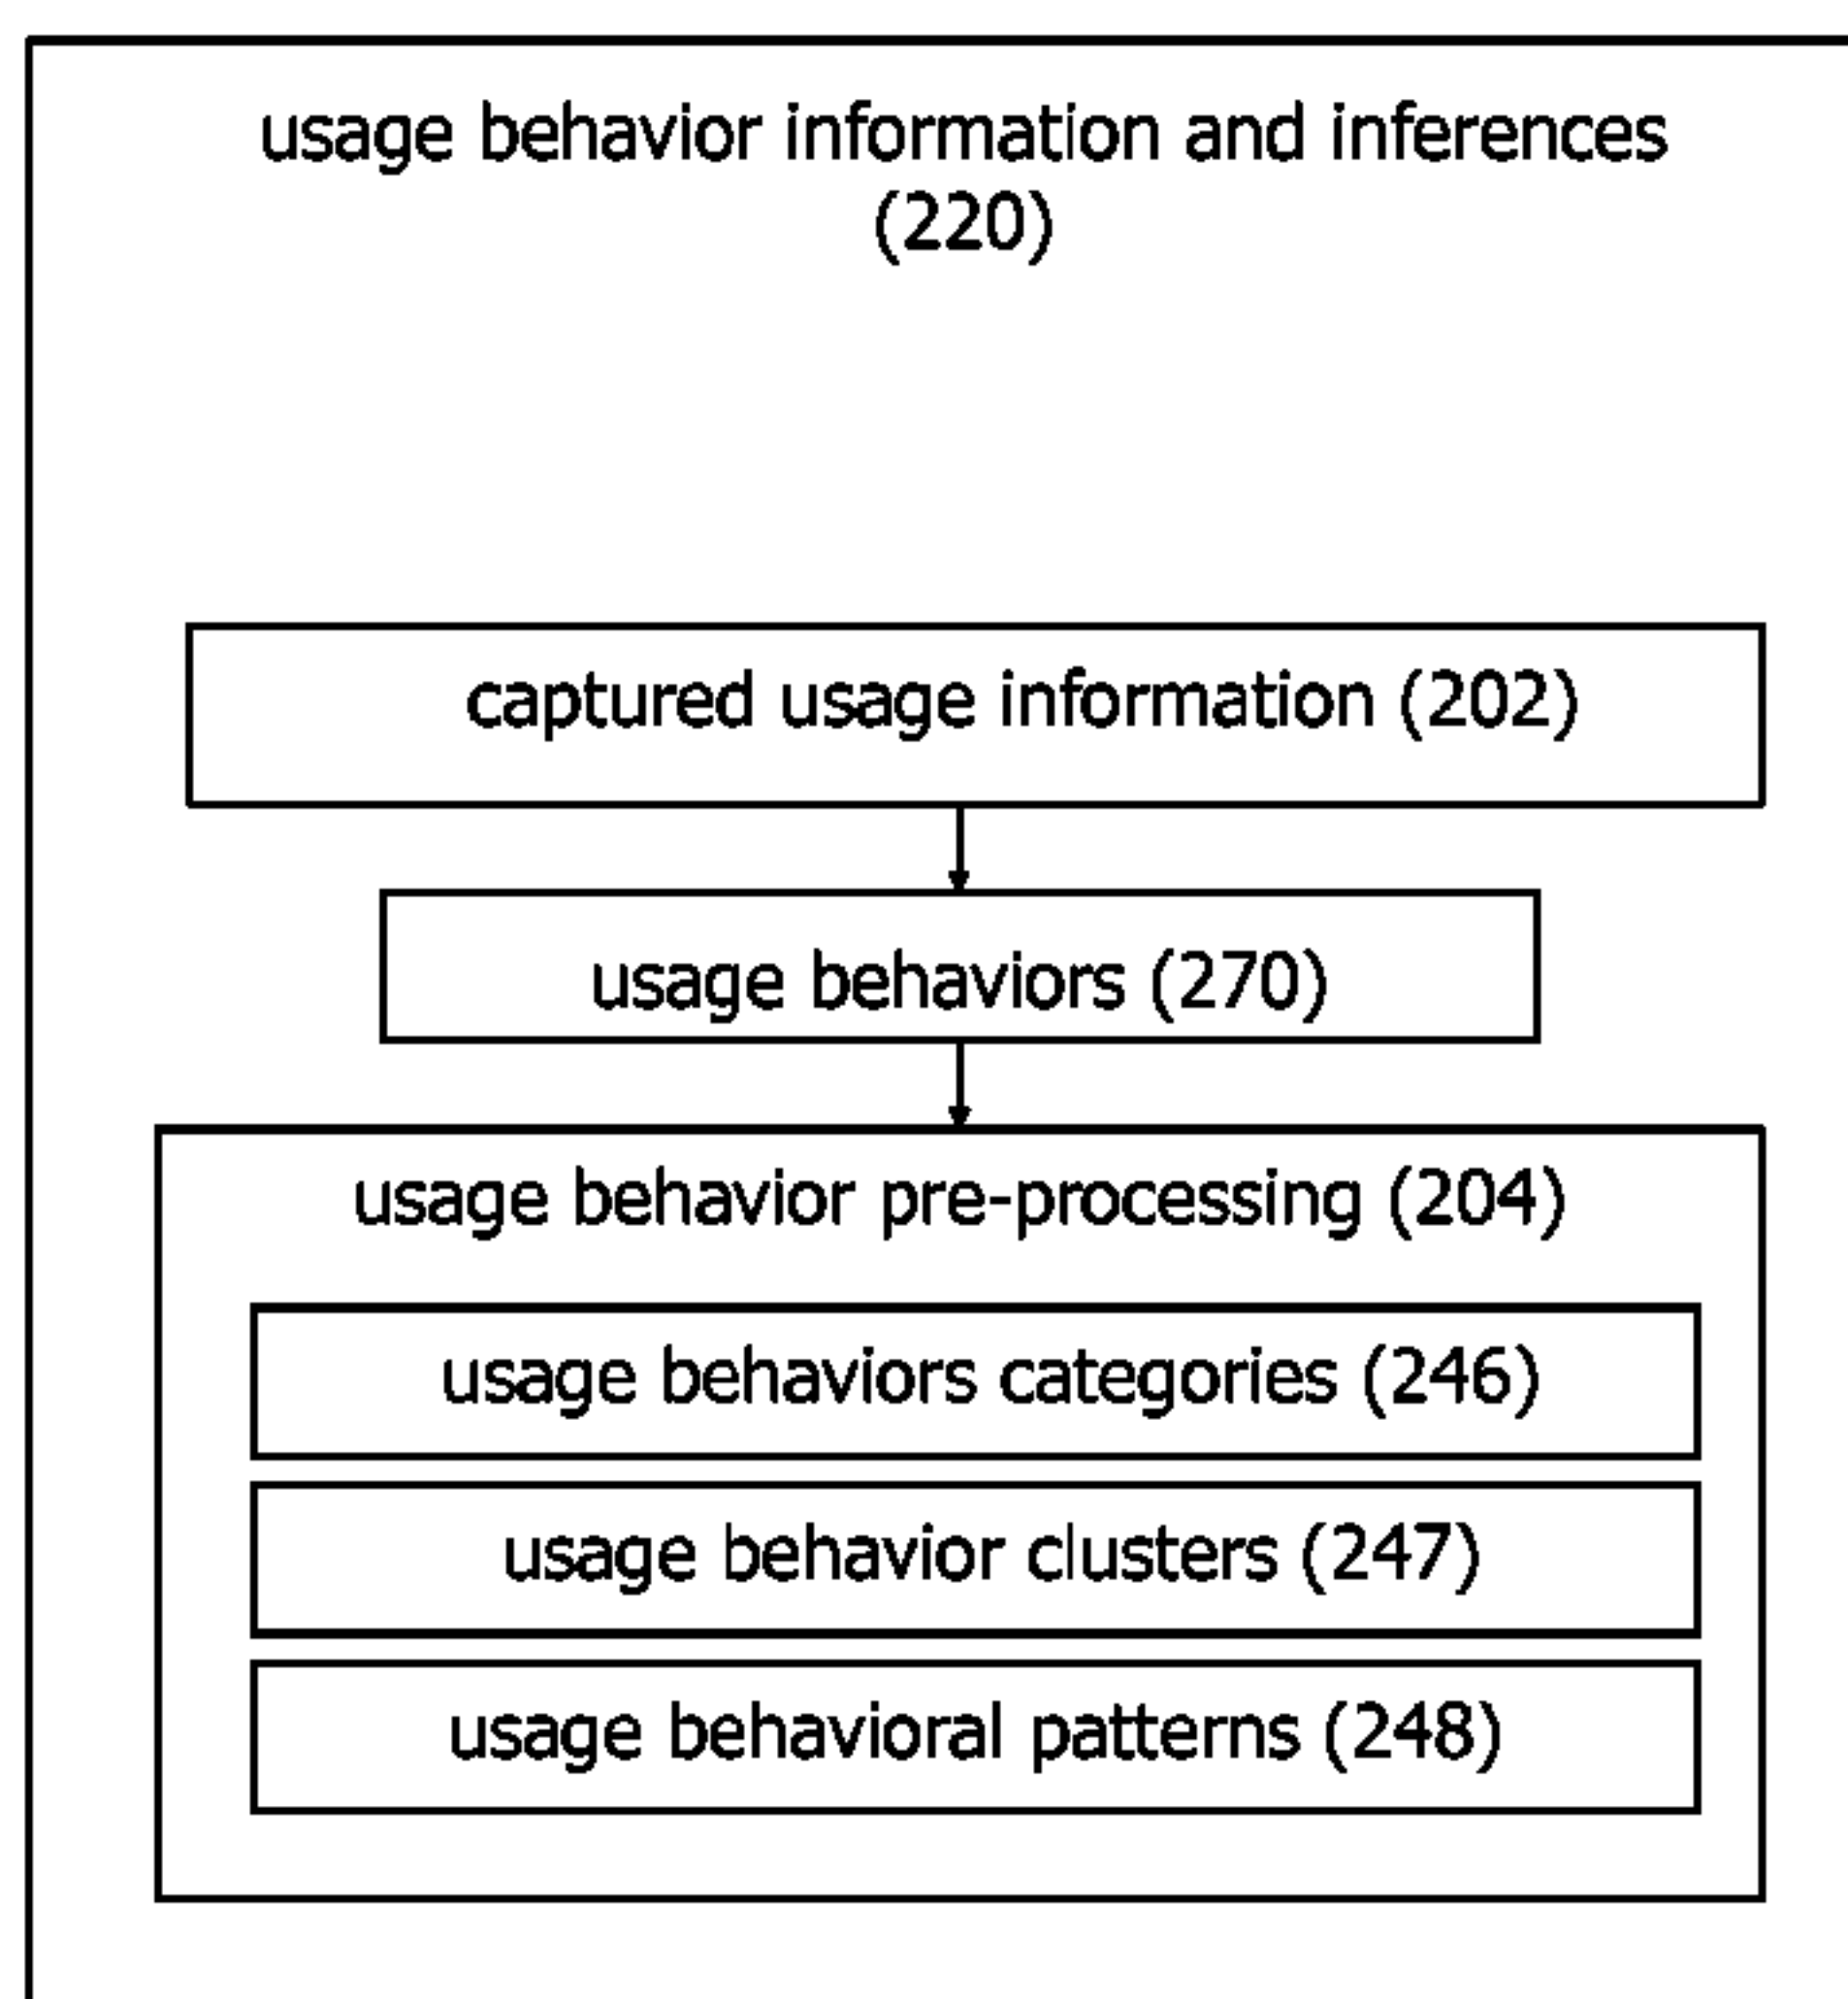 usage behavior information and inferences
(220)
captured usage information (202)
usage behaviors (270)
usage behavior pre-processing (204)
usage behaviors categories (246)
usage behavior clusters (247)
usage behavioral patterns (248)